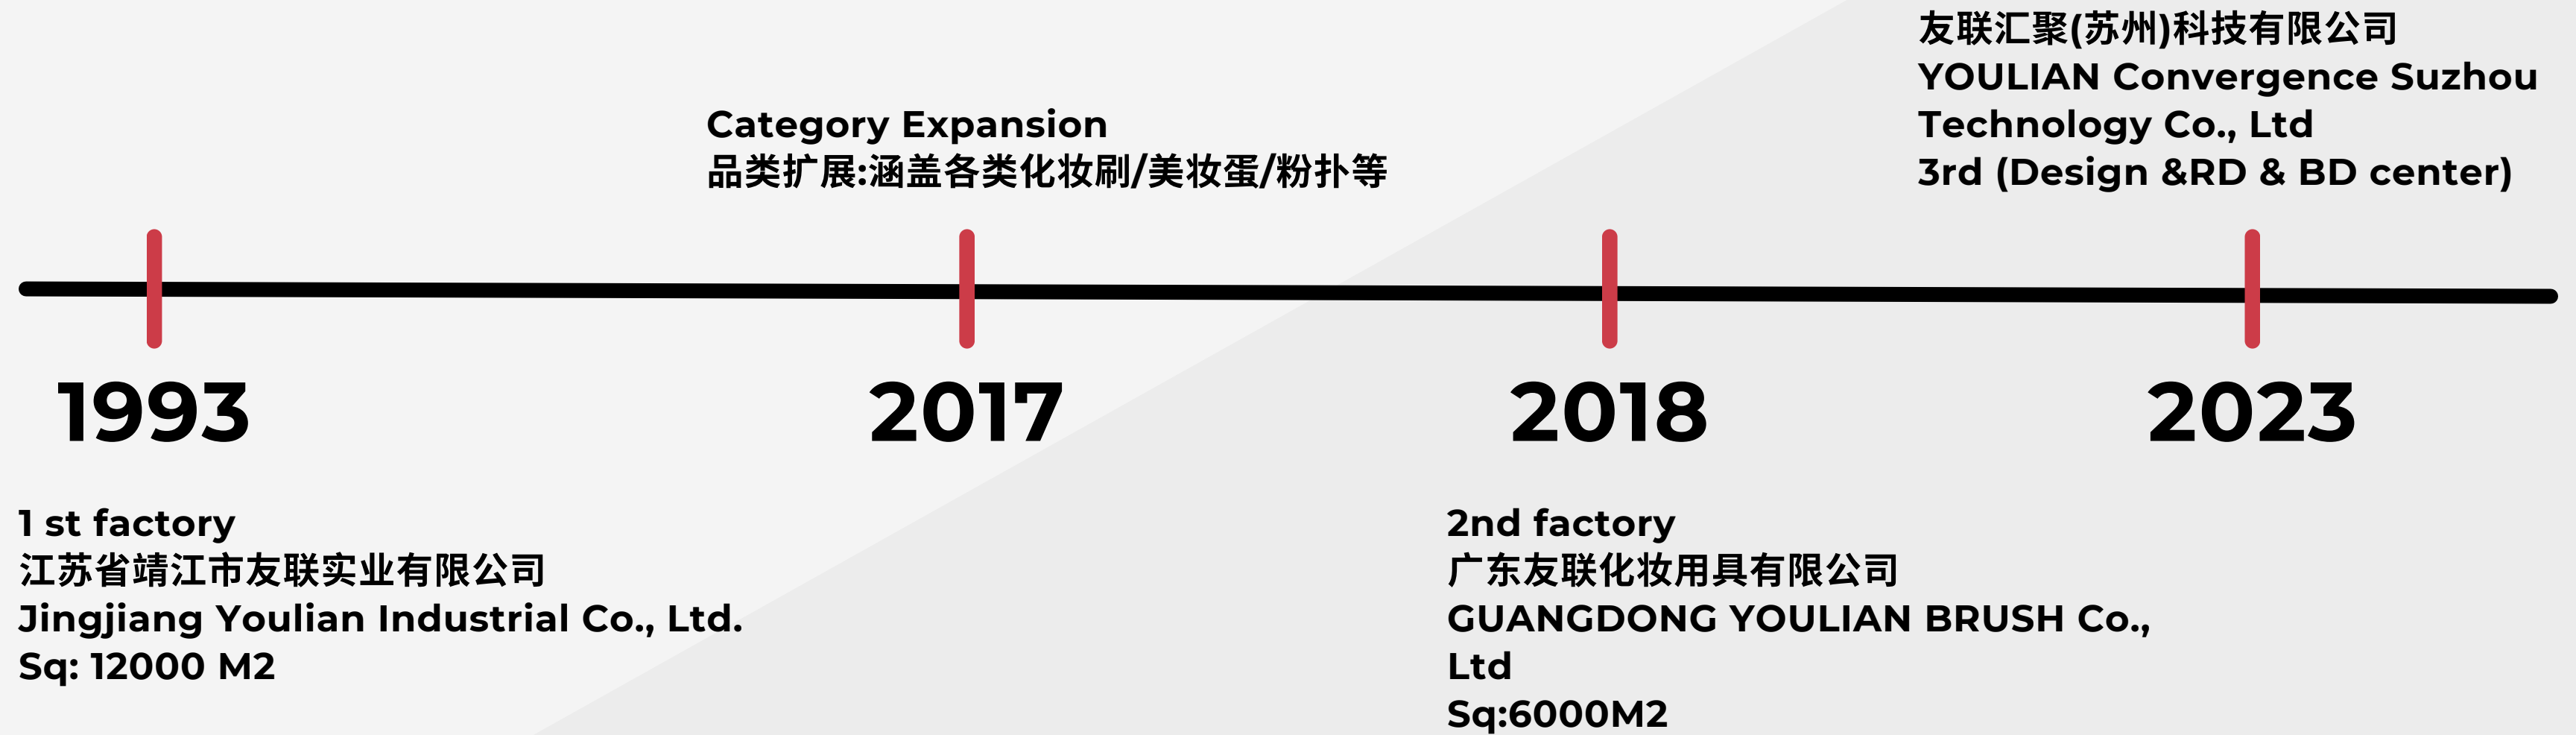 友联汇聚(苏州)科技有限公司
YOULIAN Convergence Suzhou
Technology Co., Ltd
3rd (Design &RD & BD center)
Category Expansion
品类扩展:涵盖各类化妆刷/美妆蛋/粉扑等
1993
2017
2018
2023
1 st factory
江苏省靖江市友联实业有限公司
Jingjiang Youlian Industrial Co., Ltd.
Sq: 12000 M2
2nd factory
广东友联化妆用具有限公司
GUANGDONG YOULIAN BRUSH Co.,
Ltd
Sq:6000M2